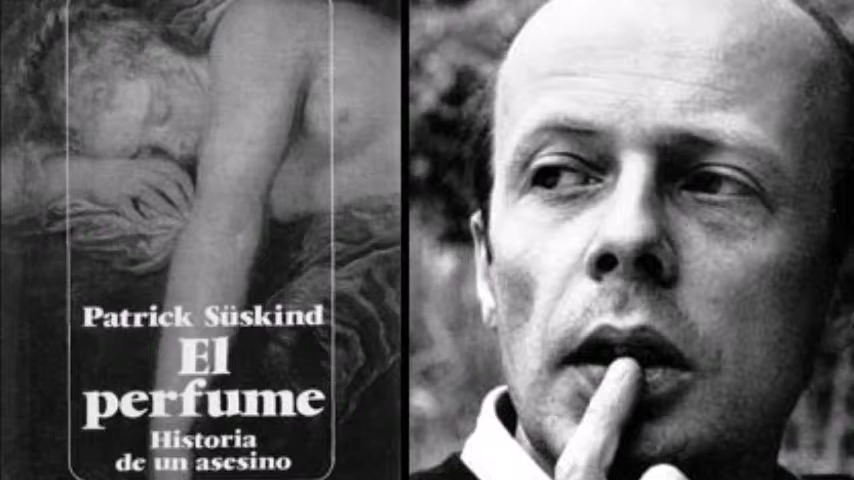 Patrick Süskind
El
perfume
Historia
de un asesino